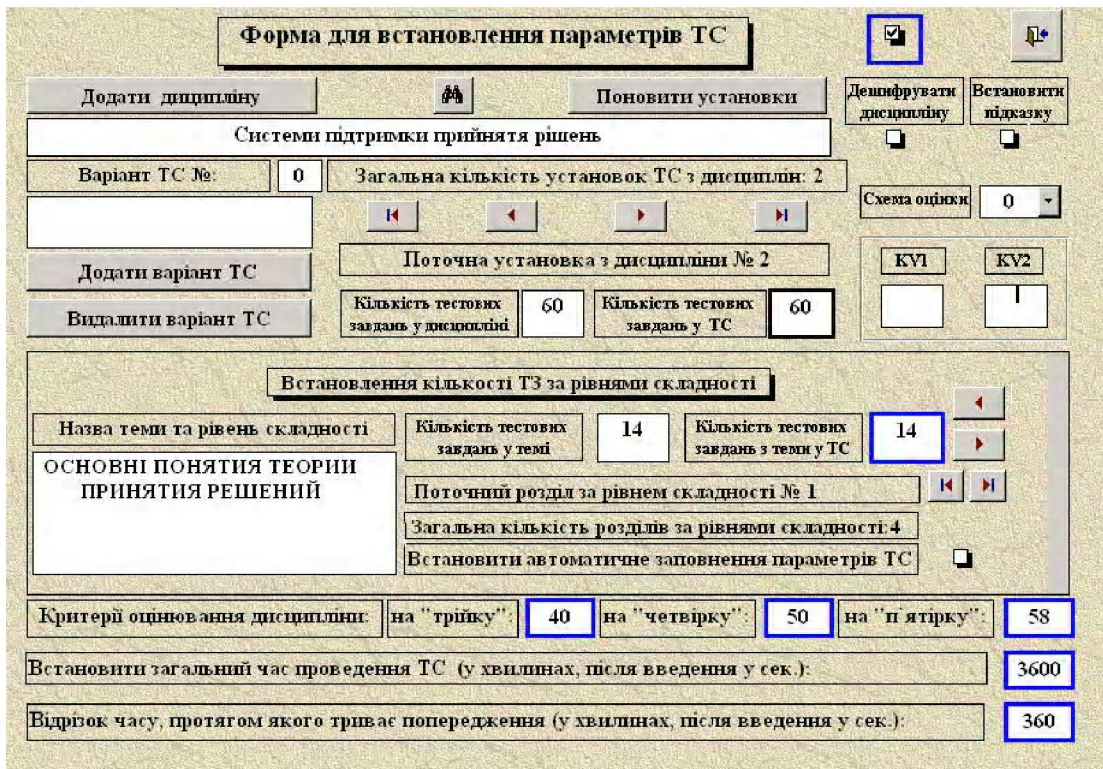 Форма для встановлення параметрів ТС
Додати диципліну
Поновити установки
Дешифрувати
дисципліну
Встановити
підказку
Системи підтримки прийнятя рішень
Варіант ТС №:
0
Загальна кількість установок ТС з дисциплін: 2
Схема оцінки
0
Додати варіант ТС
Поточна установка з дисципліни № 2
KV1
KV2
Видалити варіант ТС
Кількість тестових
завдань у дисципліні
60
Кількість тестових
завдань у ТС
60
Встановлення кількості ТЗ за рівнями складності
Назва теми та рівень складності
Кількість тестових
завдань у темі
14
Кількість тестових
завдань з теми у ТС
14
ОСНОВНІ ПОНЯТИЯ ТЕОРИИ
ПРИНЯТИЯ РЕШЕНИЙ
Поточний розділ за рівнем складності № 1
Загальна кількість розділів за рівнями складності:4
Встановити автоматичне заповнення параметрів ТС
Критерії оцінювання дисципліни:
на "трійку":
40
на "четвірку":
50
на "п`ятірку":
58
Встановити загальний час проведення ТС (у хвилинах, після введення у сек.):
3600
Відрізок часу, протягом якого триває попередження (у хвилинах, після введення у сек.):
360